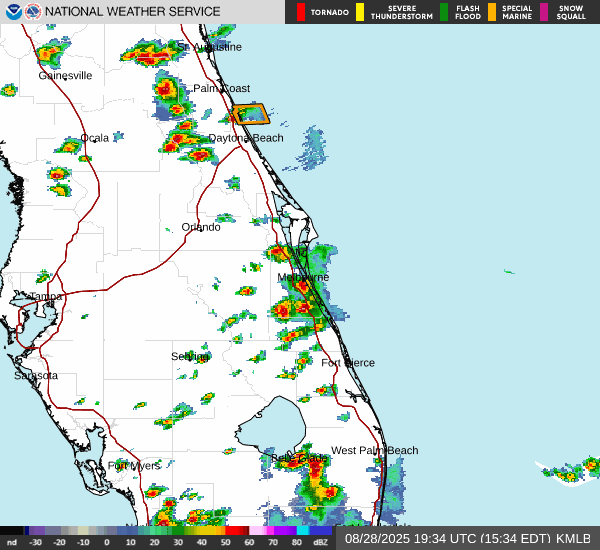 NATIONAL WEATHER SERVICE
TORNADO
SEVERE
THUNDERSTORM
FLASH
FLOOD
SPECIAL
MARINE
SNOW
SQUALL
St. Augustine
Gainesville
Palm Coast
Ocala
Daytona Beach
Orlando
Melbourne
Tampa
Sebring
Fort Pierce
Sarasota
West Palm Beach
Belle Glade
Fort Myers
nd -30 -20 -10 0 10 20 30 40 50 60 70 80 dBZ
08/28/2025 19:34 UTC (15:34 EDT) KMLB